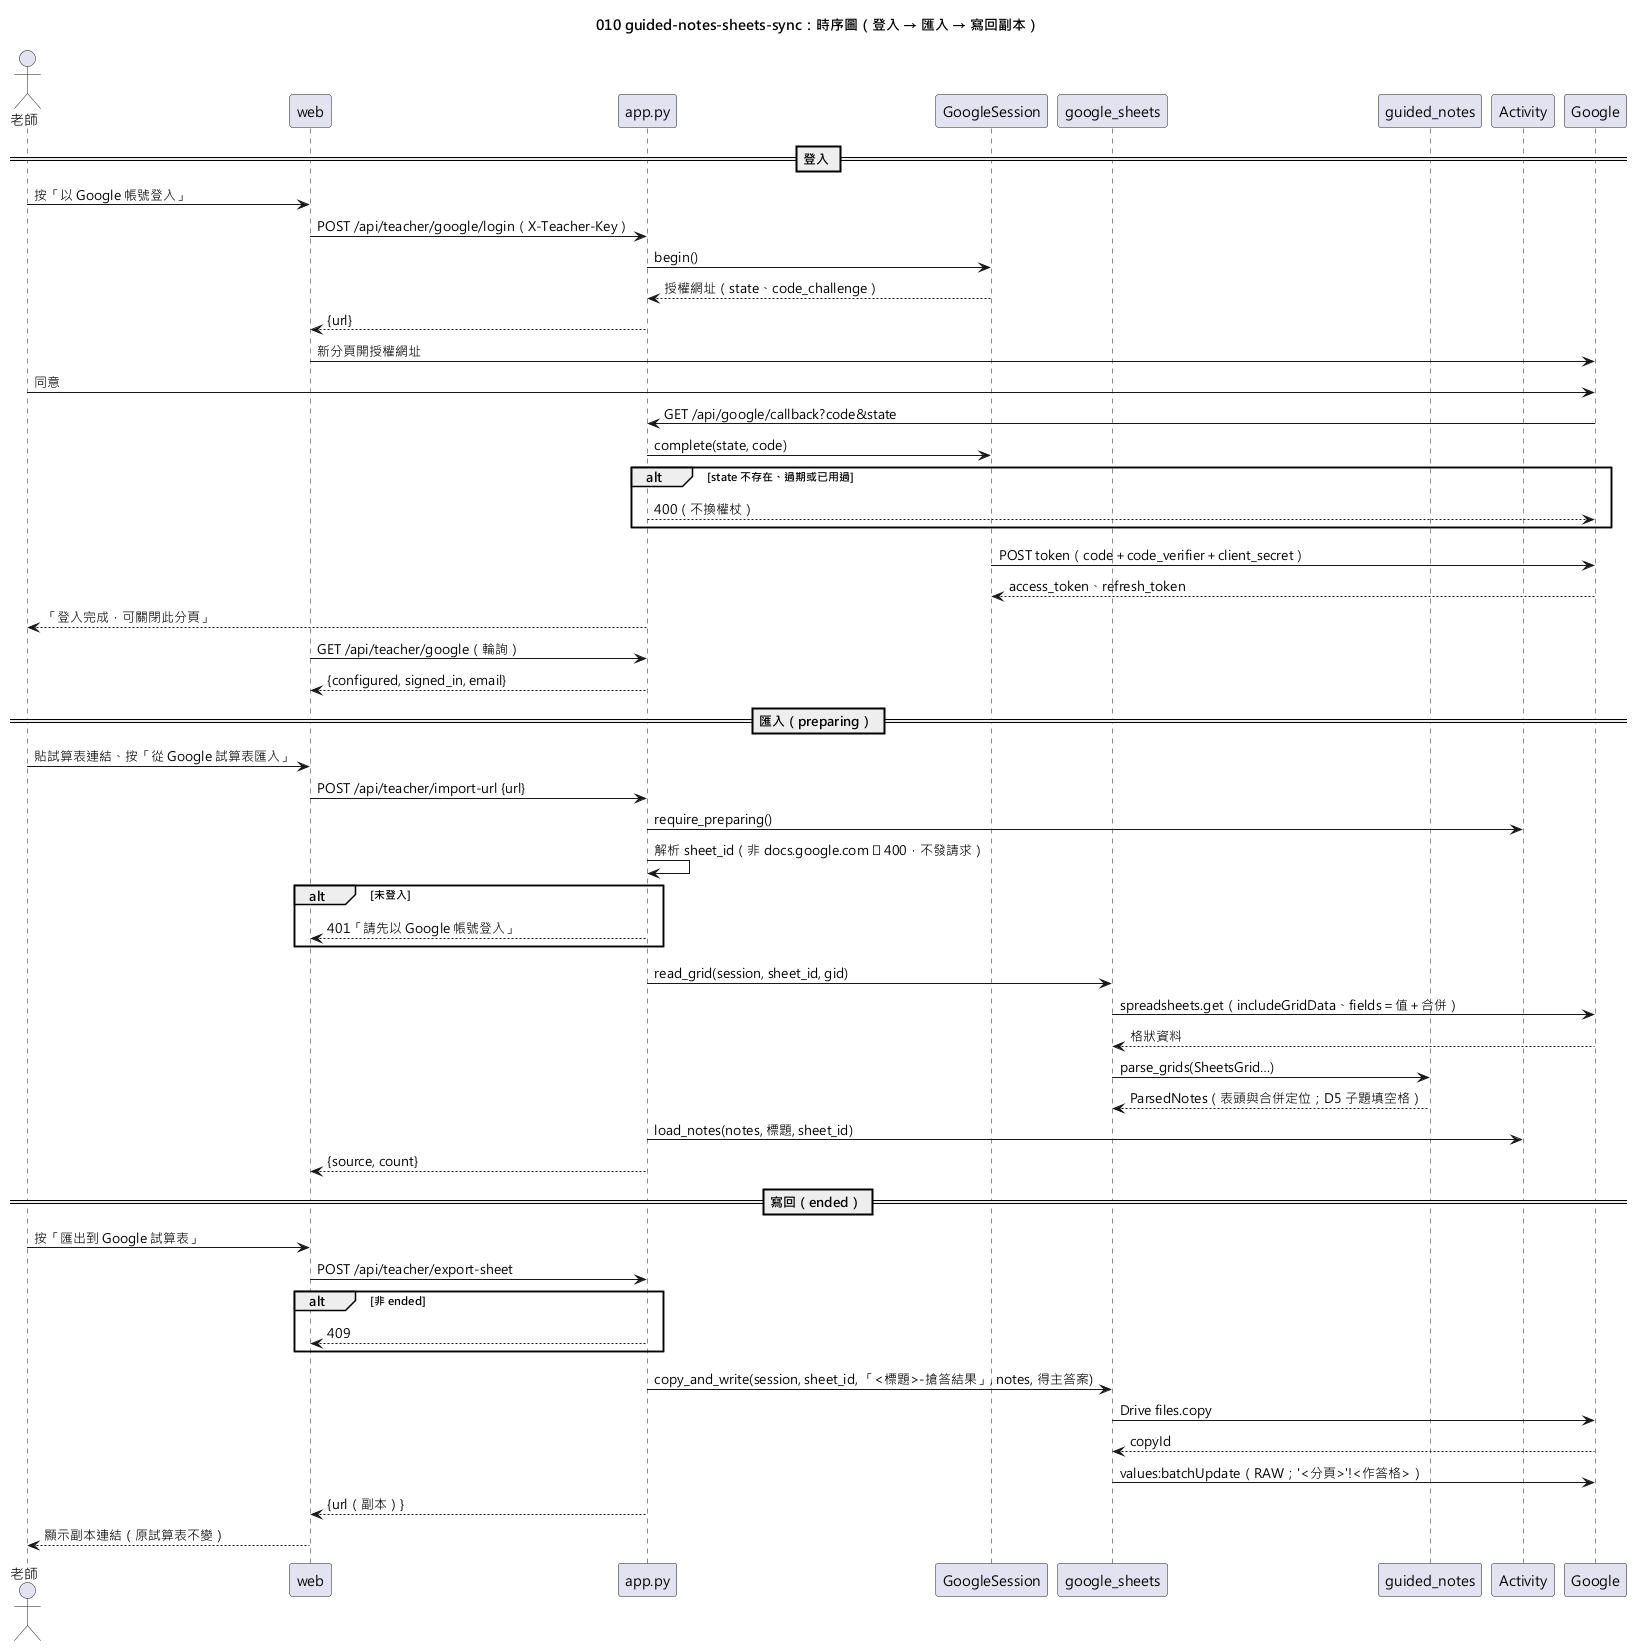 010 guided-notes-sheets-sync：時序圖（登入 → 匯入 → 寫回副本）
老師
web
app.py
GoogleSession
google_sheets
guided_notes
Activity
Google
登入
按「以 Google 帳號登入」
POST /api/teacher/google/login（X-Teacher-Key）
begin()
授權網址（state、code_challenge）
{url}
新分頁開授權網址
同意
GET /api/google/callback?code&state
complete(state, code)
alt [state 不存在、過期或已用過]
400（不換權杖）
POST token（code＋code_verifier＋client_secret）
access_token、refresh_token
「登入完成，可關閉此分頁」
GET /api/teacher/google（輪詢）
{configured, signed_in, email}
匯入（preparing）
貼試算表連結、按「從 Google 試算表匯入」
POST /api/teacher/import-url {url}
require_preparing()
解析 sheet_id（非 docs.google.com 400，不發請求）
alt [未登入]
401「請先以 Google 帳號登入」
read_grid(session, sheet_id, gid)
spreadsheets.get（includeGridData、fields＝值＋合併）
格狀資料
parse_grids(SheetsGrid…)
ParsedNotes（表頭與合併定位；D5 子題填空格）
load_notes(notes, 標題, sheet_id)
{source, count}
寫回（ended）
按「匯出到 Google 試算表」
POST /api/teacher/export-sheet
alt [非 ended]
409
copy_and_write(session, sheet_id, 「<標題>-搶答結果」, notes, 得主答案)
Drive files.copy
copyId
values:batchUpdate（RAW；'<分頁>'!<作答格>）
{url（副本）}
顯示副本連結（原試算表不變）
老師
web
app.py
GoogleSession
google_sheets
guided_notes
Activity
Google